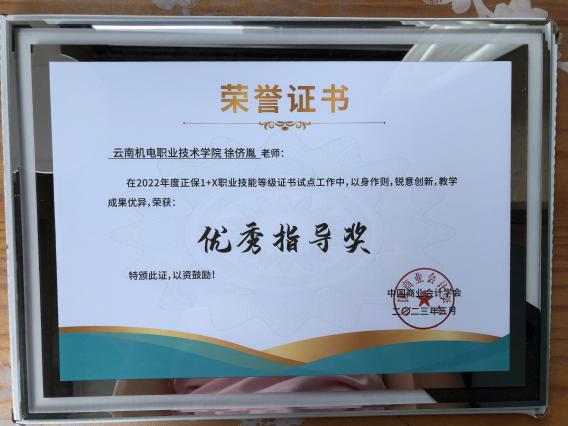 荣誉证书
云南机电职业技术学院 徐侪胤 老师：
在2022年度正保1+X职业技能等级证书试点工作中，以身作则，锐意创新，教学
成果优异，荣获：
优秀指导奖
特颁此证，以资鼓励！
中国商业会计学会
二〇二三年五月